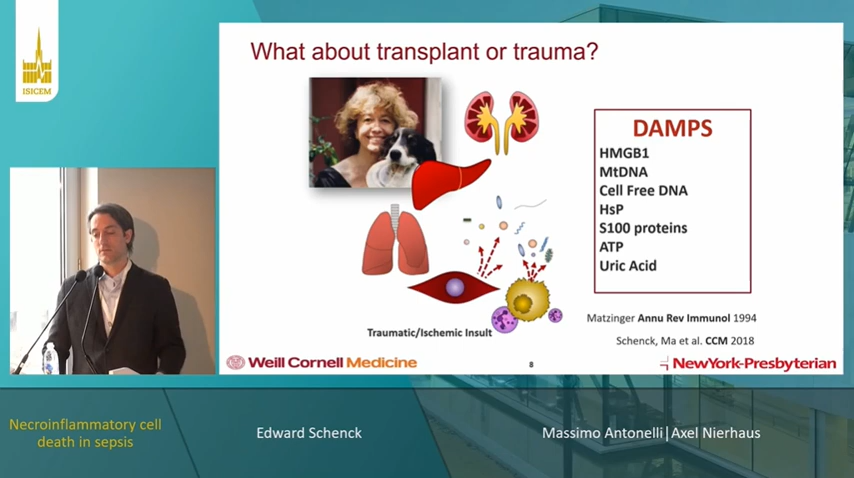 ISICEM
What about transplant or trauma?
DAMPS
HMGB1
MtDNA
Cell Free DNA
HsP
S100 proteins
ATP
Uric Acid
Traumatic/Ischemic Insult
Matzinger Annu Rev Immunol 1994
Schenck, Ma et al. CCM 2018
Weill Cornell Medicine
8
NewYork-Presbyterian
Necroinflammatory cell
death in sepsis
Edward Schenck
Massimo Antonelli|Axel Nierhaus